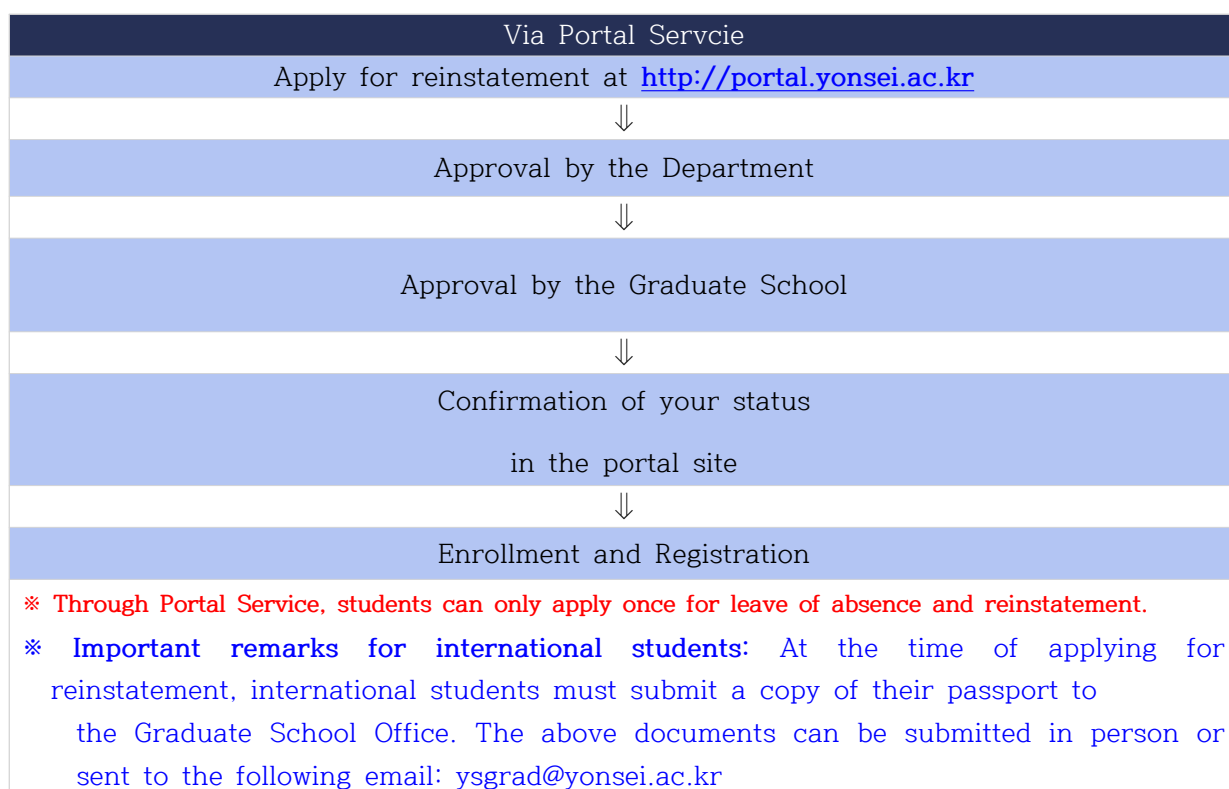 Via Portal Servcie
Apply for reinstatement at http://portal.yonsei.ac.kr
⇓
Approval by the Department
⇓
Approval by the Graduate School
⇓
Confirmation of your status
in the portal site
⇓
Enrollment and Registration
※ Through Portal Service, students can only apply once for leave of absence and reinstatement.
※ Important remarks for international students: At the time of applying for
reinstatement, international students must submit a copy of their passport to
the Graduate School Office. The above documents can be submitted in person or
sent to the following email: ysgrad@yonsei.ac.kr